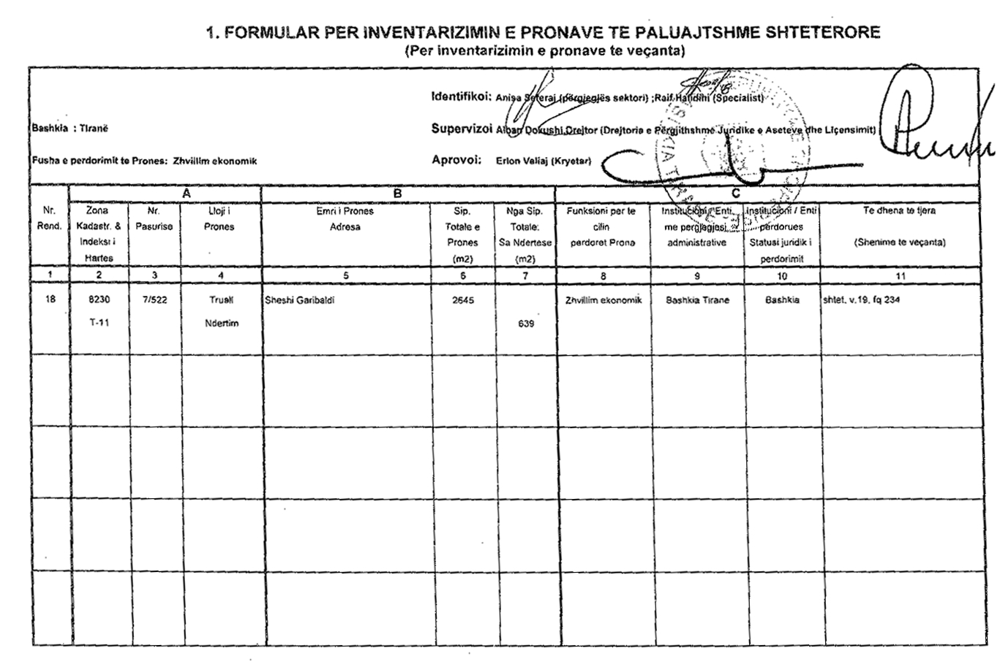 1. FORMULAR PER INVENTARIZIMIN E PRONAVE TE PALUAJTSHME SHTETERORE
(Per inventarizimin e pronave te veçanta)
Identifikoi: Anisa Seferaj (përgjegjës sektori) ;Raif Hamdihi (Specialist)
Bashkia : Tiranë
Supervizoi Alban Dokushi,Drejtor (Drejtoria e Përgjithshme Juridike e Aseteve dhe Liçensimit)
Fusha e perdorimit te Prones: Zhvillim ekonomik
Aprovoi: Erion Veliaj (Kryetar)
A B C
Nr. Rend.
Zona Kadastr. & Indeksi i Hartes
Nr. Pasurise
Lloji i Prones
Emri i Prones Adresa
Sip. Totale e Prones (m2)
Nga Sip. Totale: Sa Ndertese (m2)
Funksioni per te cilin perdoret Prona
Institucioni / Enti me pergjegjesi administrative
Institucioni / Enti perdorues Statusi juridik i perdorimit
Te dhena te tjera (Shenime te veçanta)
1 2 3 4 5 6 7 8 9 10 11
18 8230 7/522 Truall Sheshi Garibaldi 2645 Zhvillim ekonomik Bashkia Tirane Bashkia shtet. v.19, fq 234
T-11 Ndertim 639